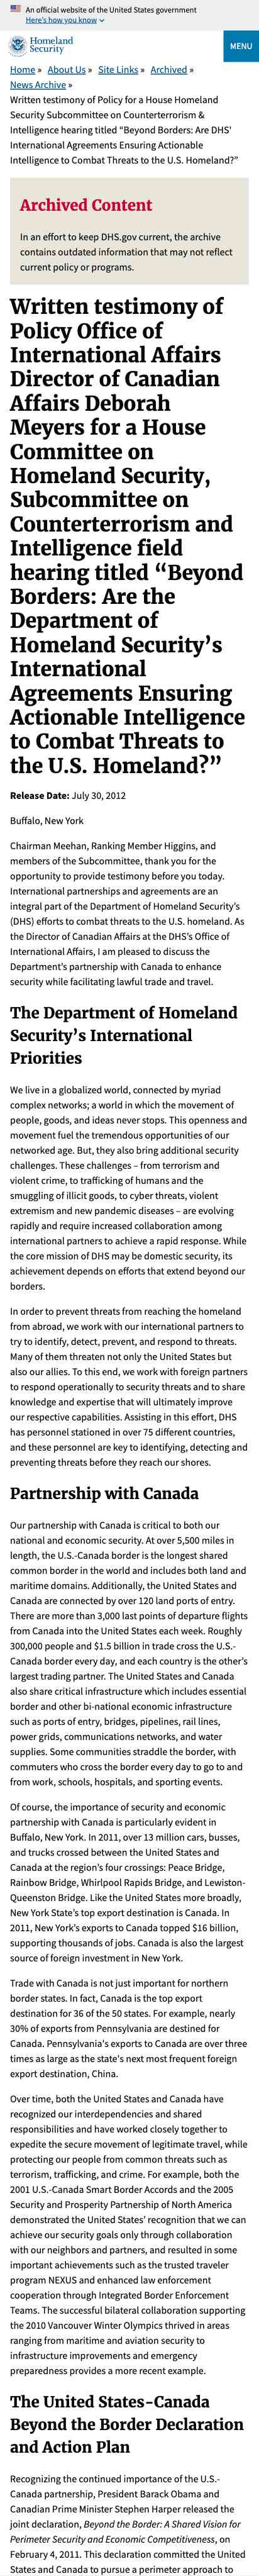 An official website of the United States government
Here's how you know
Homeland
Security
MENU
Home » About Us » Site Links » Archived »
News Archive »
Written testimony of Policy for a House Homeland
Security Subcommittee on Counterterrorism &
Intelligence hearing titled “Beyond Borders: Are DHS’
International Agreements Ensuring Actionable
Intelligence to Combat Threats to the U.S. Homeland?”
Archived Content
In an effort to keep DHS.gov current, the archive
contains outdated information that may not reflect
current policy or programs.
Written testimony of
Policy Office of
International Affairs
Director of Canadian
Affairs Deborah
Meyers for a House
Committee on
Homeland Security,
Subcommittee on
Counterterrorism and
Intelligence field
hearing titled “Beyond
Borders: Are the
Department of
Homeland Security’s
International
Agreements Ensuring
Actionable Intelligence
to Combat Threats to
the U.S. Homeland?”
Release Date: July 30, 2012
Buffalo, New York
Chairman Meehan, Ranking Member Higgins, and
members of the Subcommittee, thank you for the
opportunity to provide testimony before you today.
International partnerships and agreements are an
integral part of the Department of Homeland Security’s
(DHS) efforts to combat threats to the U.S. homeland. As
the Director of Canadian Affairs at the DHS’s Office of
International Affairs, I am pleased to discuss the
Department’s partnership with Canada to enhance
security while facilitating lawful trade and travel.
The Department of Homeland
Security’s International
Priorities
We live in a globalized world, connected by myriad
complex networks; a world in which the movement of
people, goods, and ideas never stops. This openness and
movement fuel the tremendous opportunities of our
networked age. But, they also bring additional security
challenges. These challenges – from terrorism and
violent crime, to trafficking of humans and the
smuggling of illicit goods, to cyber threats, violent
extremism and new pandemic diseases – are evolving
rapidly and require increased collaboration among
international partners to achieve a rapid response. While
the core mission of DHS may be domestic security, its
achievement depends on efforts that extend beyond our
borders.
In order to prevent threats from reaching the homeland
from abroad, we work with our international partners to
try to identify, detect, prevent, and respond to threats.
Many of them threaten not only the United States but
also our allies. To this end, we work with foreign partners
to respond operationally to security threats and to share
knowledge and expertise that will ultimately improve
our respective capabilities. Assisting in this effort, DHS
has personnel stationed in over 75 different countries,
and these personnel are key to identifying, detecting and
preventing threats before they reach our shores.
Partnership with Canada
Our partnership with Canada is critical to both our
national and economic security. At over 5,500 miles in
length, the U.S.-Canada border is the longest shared
common border in the world and includes both land and
maritime domains. Additionally, the United States and
Canada are connected by over 120 land ports of entry.
There are more than 3,000 last points of departure flights
from Canada into the United States each week. Roughly
300,000 people and $1.5 billion in trade cross the U.S.-
Canada border every day, and each country is the other’s
largest trading partner. The United States and Canada
also share critical infrastructure which includes essential
border and other bi-national economic infrastructure
such as ports of entry, bridges, pipelines, rail lines,
power grids, communications networks, and water
supplies. Some communities straddle the border, with
commuters who cross the border every day to go to and
from work, schools, hospitals, and sporting events.
Of course, the importance of security and economic
partnership with Canada is particularly evident in
Buffalo, New York. In 2011, over 13 million cars, busses,
and trucks crossed between the United States and
Canada at the region’s four crossings: Peace Bridge,
Rainbow Bridge, Whirlpool Rapids Bridge, and Lewiston-
Queenston Bridge. Like the United States more broadly,
New York State’s top export destination is Canada. In
2011, New York’s exports to Canada topped $16 billion,
supporting thousands of jobs. Canada is also the largest
source of foreign investment in New York.
Trade with Canada is not just important for northern
border states. In fact, Canada is the top export
destination for 36 of the 50 states. For example, nearly
30% of exports from Pennsylvania are destined for
Canada. Pennsylvania's exports to Canada are over three
times as large as the state's next most frequent foreign
export destination, China.
Over time, both the United States and Canada have
recognized our interdependencies and shared
responsibilities and have worked closely together to
expedite the secure movement of legitimate travel, while
protecting our people from common threats such as
terrorism, trafficking, and crime. For example, both the
2001 U.S.-Canada Smart Border Accords and the 2005
Security and Prosperity Partnership of North America
demonstrated the United States’ recognition that we can
achieve our security goals only through collaboration
with our neighbors and partners, and resulted in some
important achievements such as the trusted traveler
program NEXUS and enhanced law enforcement
cooperation through Integrated Border Enforcement
Teams. The successful bilateral collaboration supporting
the 2010 Vancouver Winter Olympics thrived in areas
ranging from maritime and aviation security to
infrastructure improvements and emergency
preparedness provides a more recent example.
The United States-Canada
Beyond the Border Declaration
and Action Plan
Recognizing the continued importance of the U.S.-
Canada partnership, President Barack Obama and
Canadian Prime Minister Stephen Harper released the
joint declaration, Beyond the Border: A Shared Vision for
Perimeter Security and Economic Competitiveness, on
February 4, 2011. This declaration committed the United
States and Canada to pursue a perimeter approach to